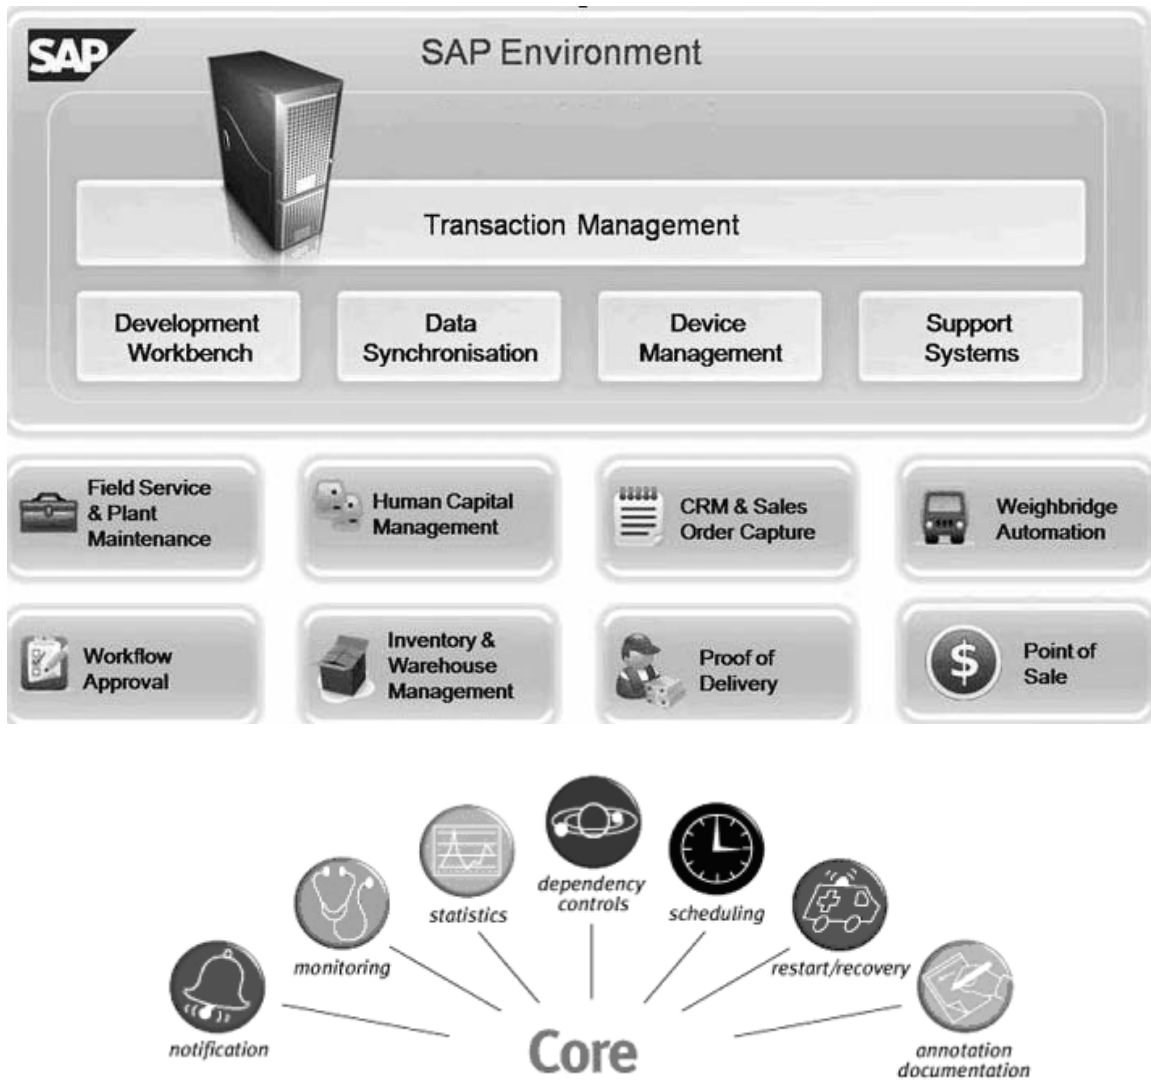 SAP
SAP Environment
Transaction Management
Development
Workbench
Data
Synchronisation
Device
Management
Support
Systems
Field Service
& Plant
Maintenance
Human Capital
Management
CRM & Sales
Order Capture
Weighbridge
Automation
Workflow
Approval
Inventory &
Warehouse
Management
Proof of
Delivery
$
Point of
Sale
notification
monitoring
statistics
dependency
controls
scheduling
restart/recovery
annotation
documentation
Core